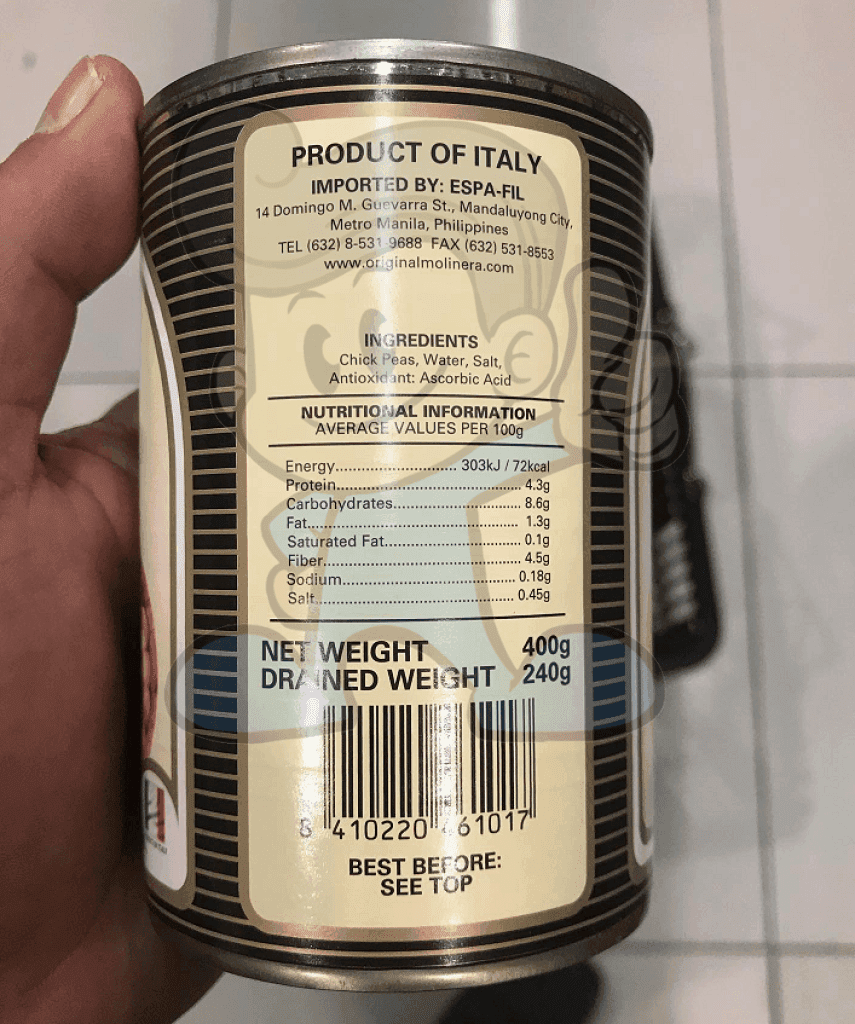 PRODUCT OF ITALY
IMPORTED BY: ESPA-FIL
14 Domingo M. Guevarra St., Mandaluyong City,
Metro Manila, Philippines
TEL (632) 8-531-9688 FAX (632) 531-8553
www.originalmolinera.com
INGREDIENTS
Chick Peas, Water, Salt,
Antioxidant: Ascorbic Acid
NUTRITIONAL INFORMATION
AVERAGE VALUES PER 100g
Energy............................ 303kJ / 72kcal
Protein................................................ 4.3g
Carbohydrates.............................. 8.6g
Fat....................................................... 1.3g
Saturated Fat................................ 0.1g
Fiber................................................... 4.5g
Sodium........................................ 0.18g
Salt.............................................. 0.45g
NET WEIGHT 400g
DRAINED WEIGHT 240g
8 410220 461017
BEST BEFORE:
SEE TOP